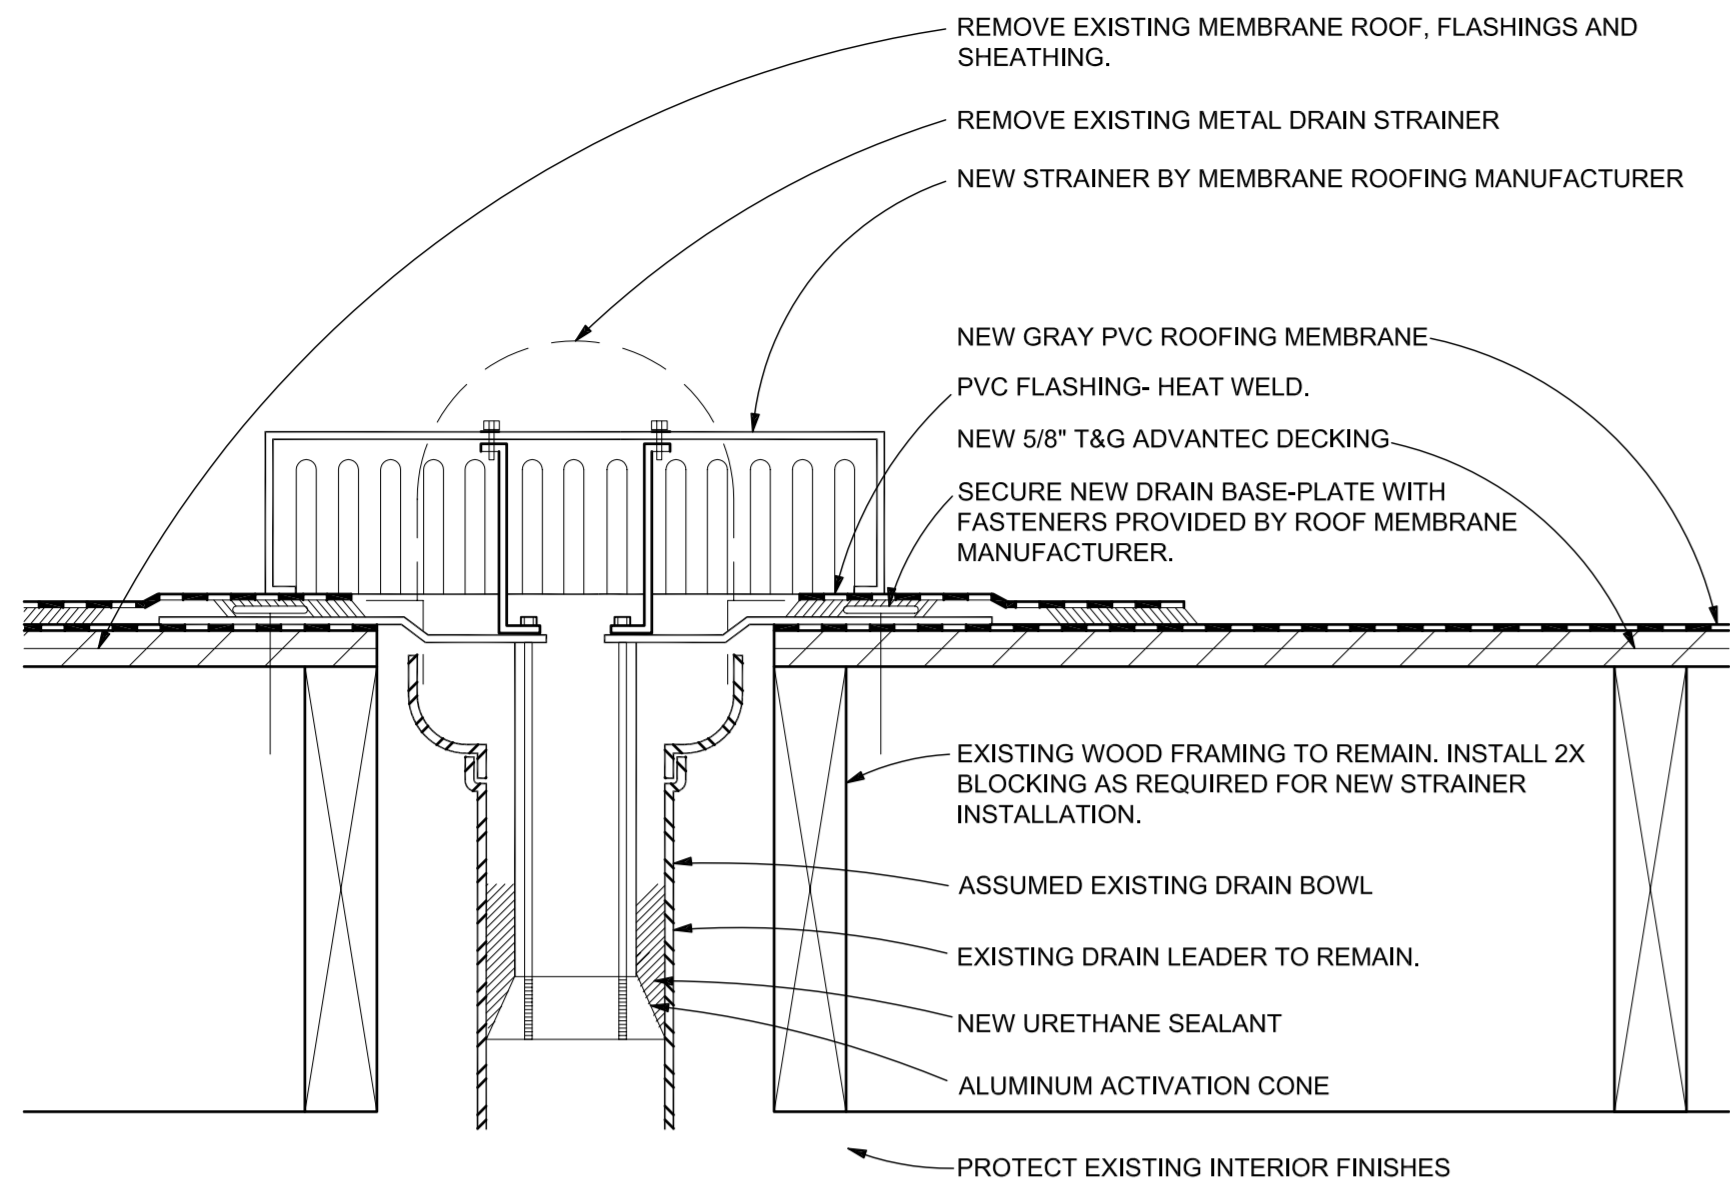 REMOVE EXISTING MEMBRANE ROOF, FLASHINGS AND
SHEATHING.
REMOVE EXISTING METAL DRAIN STRAINER
NEW STRAINER BY MEMBRANE ROOFING MANUFACTURER
NEW GRAY PVC ROOFING MEMBRANE
PVC FLASHING- HEAT WELD.
NEW 5/8" T&G ADVANTEC DECKING
SECURE NEW DRAIN BASE-PLATE WITH
FASTENERS PROVIDED BY ROOF MEMBRANE
MANUFACTURER.
EXISTING WOOD FRAMING TO REMAIN. INSTALL 2X
BLOCKING AS REQUIRED FOR NEW STRAINER
INSTALLATION.
ASSUMED EXISTING DRAIN BOWL
EXISTING DRAIN LEADER TO REMAIN.
NEW URETHANE SEALANT
ALUMINUM ACTIVATION CONE
PROTECT EXISTING INTERIOR FINISHES